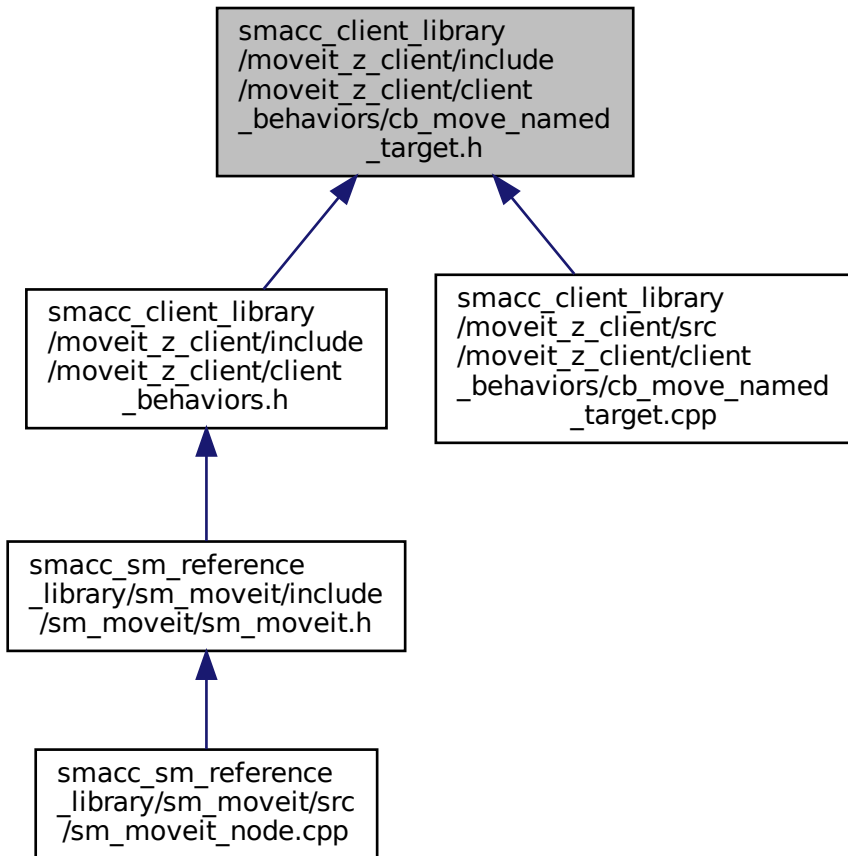 smacc_client_library
/moveit_z_client/include
/moveit_z_client/client
_behaviors/cb_move_named
_target.h
smacc_client_library
/moveit_z_client/include
/moveit_z_client/client
_behaviors.h
smacc_client_library
/moveit_z_client/src
/moveit_z_client/client
_behaviors/cb_move_named
_target.cpp
smacc_sm_reference
_library/sm_moveit/include
/sm_moveit/sm_moveit.h
smacc_sm_reference
_library/sm_moveit/src
/sm_moveit_node.cpp